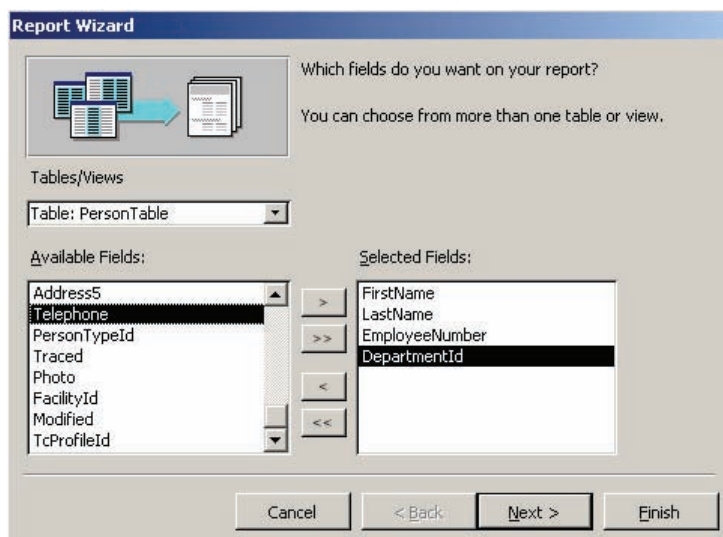 Report Wizard
Which fields do you want on your report?
You can choose from more than one table or view.
Tables/Views
Table: PersonTable
Available Fields:
Address5
Telephone
PersonTypeId
Traced
Photo
FacilityId
Modified
TcProfileId
>
>>
<
<<
Selected Fields:
FirstName
LastName
EmployeeNumber
DepartmentId
Cancel
< Back
Next >
Finish